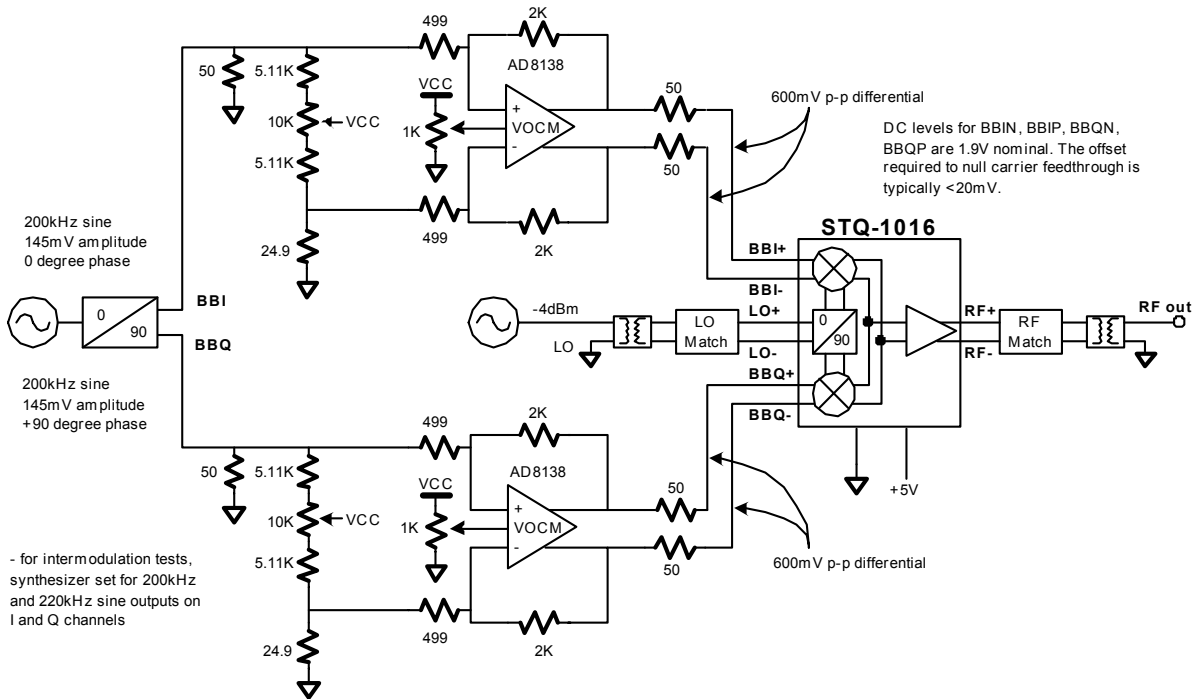 499
2K
50
5.11K
AD8138
VCC
10K
VCC
1K
+
VOCM
-
5.11K
50
50
600mV p-p differential
DC levels for BBIN, BBIP, BBQN,
BBQP are 1.9V nominal. The offset
required to null carrier feedthrough is
typically <20mV.
499
2K
24.9
200kHz sine
145mV amplitude
0 degree phase
STQ-1016
BBI+
BBI-
0
90
BBI
BBQ
-4dBm
LO
LO
Match
LO+
LO-
0
90
RF+
RF-
RF
Match
RF out
BBQ+
BBQ-
200kHz sine
145mV amplitude
+90 degree phase
499
2K
50
5.11K
AD8138
VCC
10K
VCC
1K
+
VOCM
-
5.11K
50
50
+5V
600mV p-p differential
- for intermodulation tests,
synthesizer set for 200kHz
and 220kHz sine outputs on
I and Q channels
499
2K
24.9